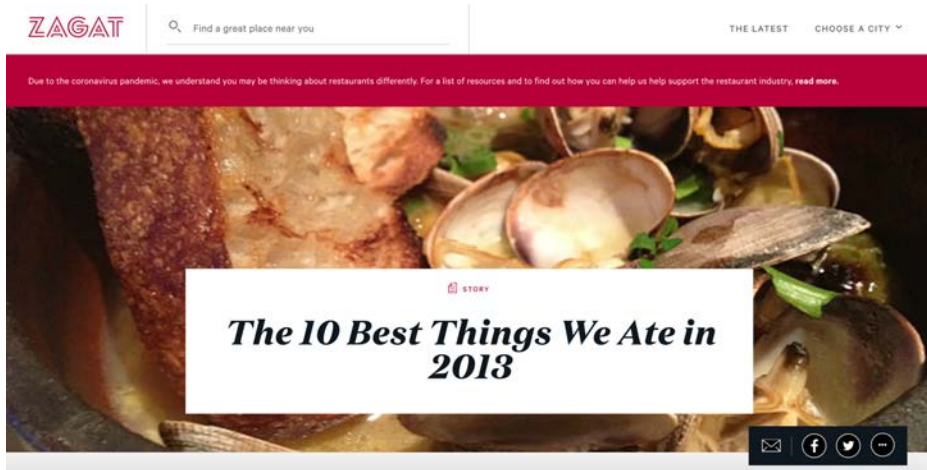 ZAGAT
Find a great place near you
THE LATEST
CHOOSE A CITY
Due to the coronavirus pandemic, we understand you may be thinking about restaurants differently. For a list of resources and to find out how you can help us help support the restaurant industry, read more.
STORY
The 10 Best Things We Ate in
2013